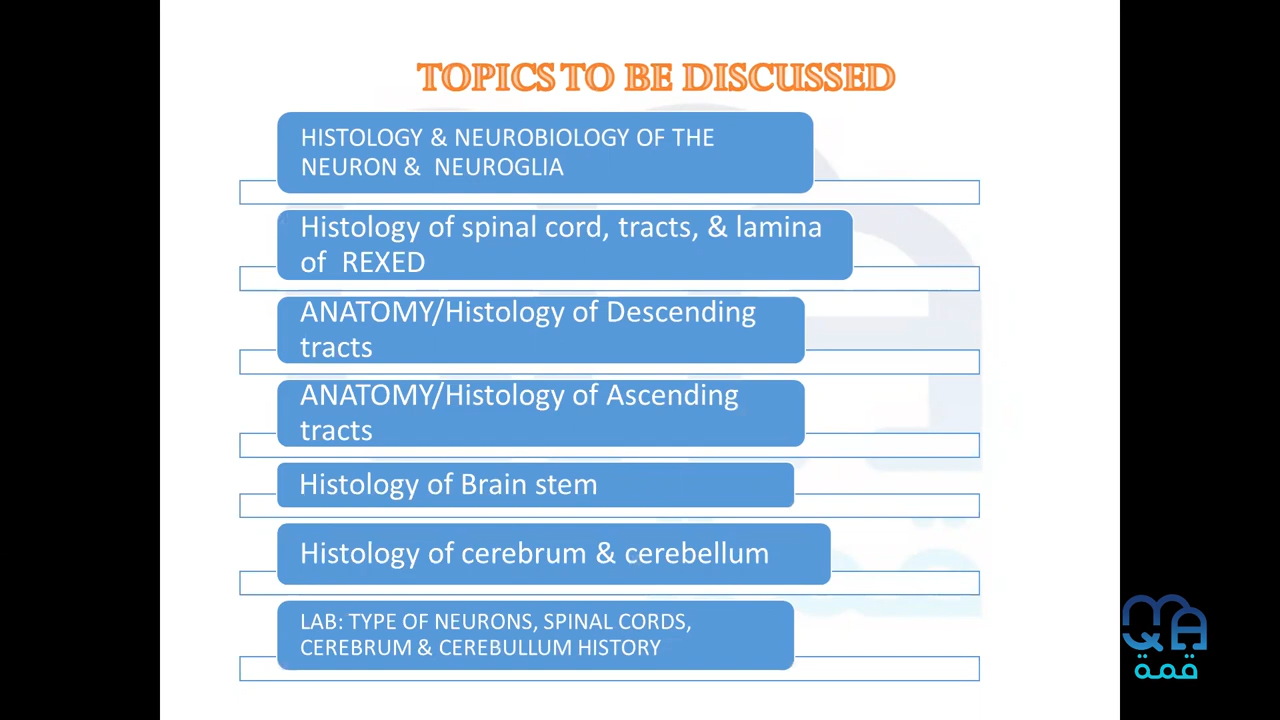 TOPICS TO BE DISCUSSED
HISTOLOGY & NEUROBIOLOGY OF THE
NEURON & NEUROGLIA
Histology of spinal cord, tracts, & lamina
of REXED
ANATOMY/Histology of Descending
tracts
ANATOMY/Histology of Ascending
tracts
Histology of Brain stem
Histology of cerebrum & cerebellum
LAB: TYPE OF NEURONS, SPINAL CORDS,
CEREBRUM & CEREBULLUM HISTORY
QMA
قمة